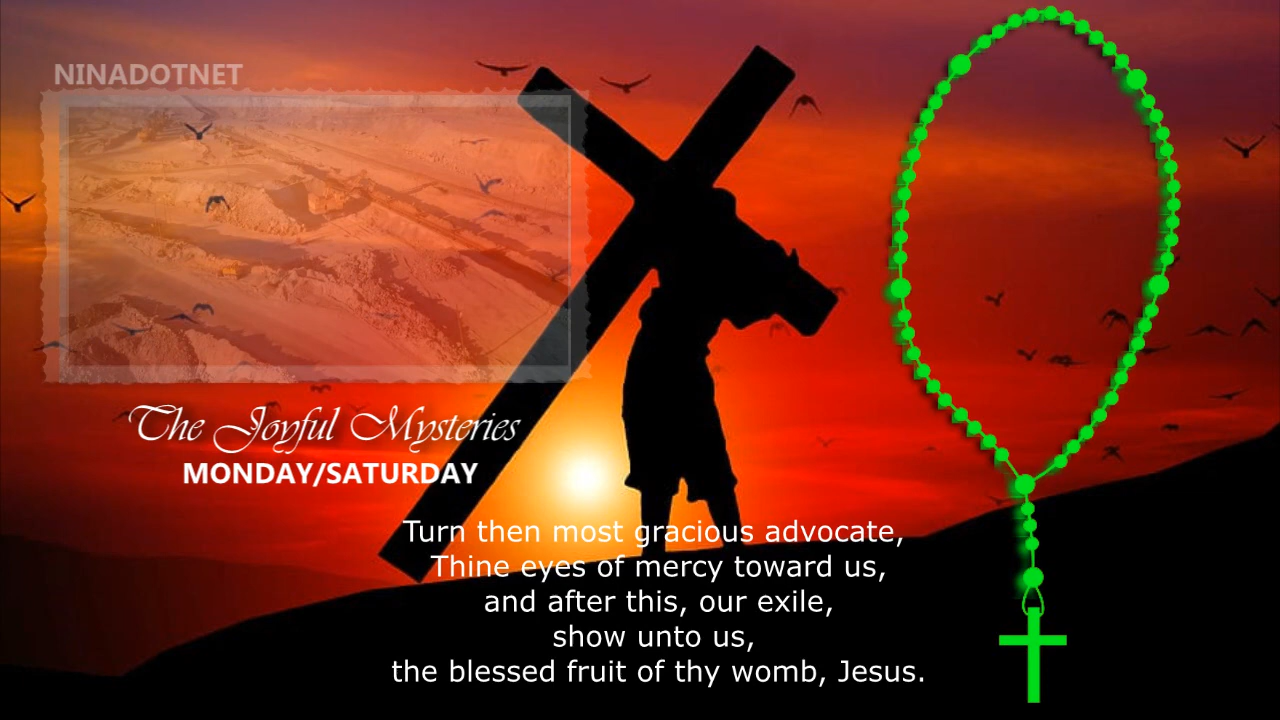 NINADOTNET
The Joyful Mysteries
MONDAY/SATURDAY
Turn then most gracious advocate,
Thine eyes of mercy toward us,
and after this, our exile,
show unto us,
the blessed fruit of thy womb, Jesus.